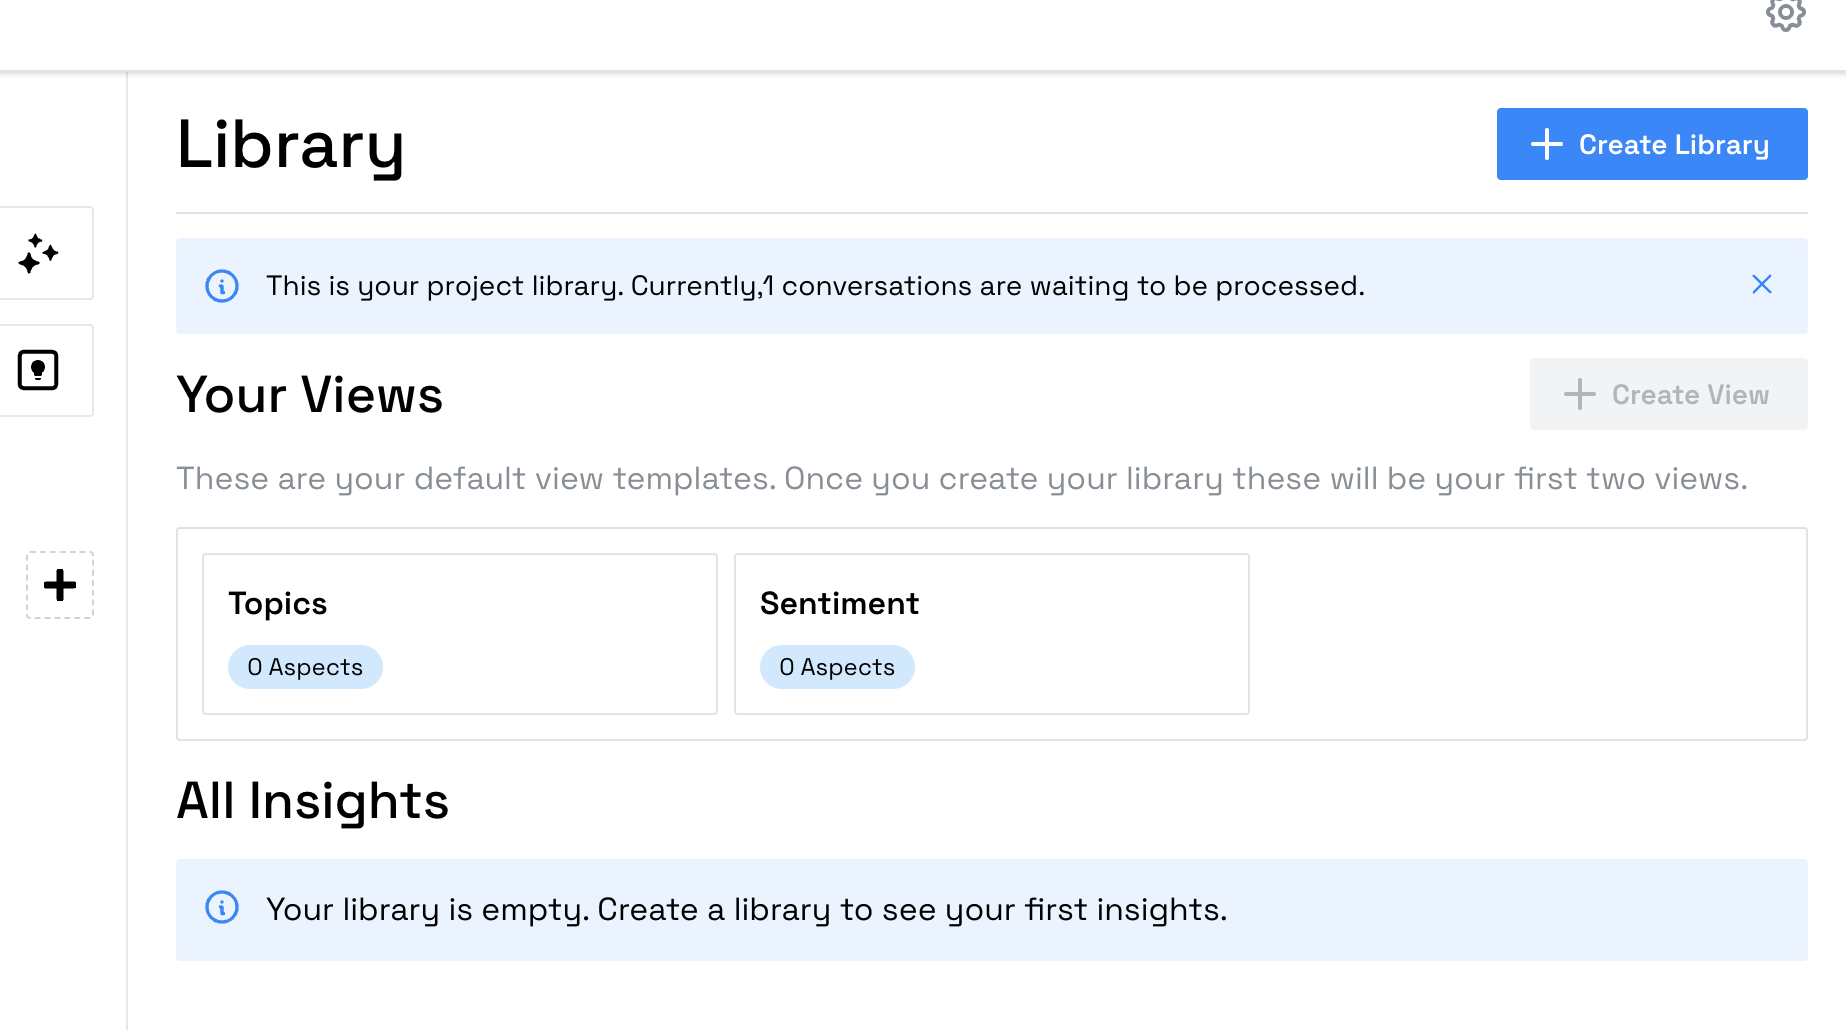 Library
Create Library
This is your project library. Currently,1 conversations are waiting to be processed.
Your Views
Create View
These are your default view templates. Once you create your library these will be your first two views.
Topics
Sentiment
0 Aspects
0 Aspects
All Insights
Your library is empty. Create a library to see your first insights.